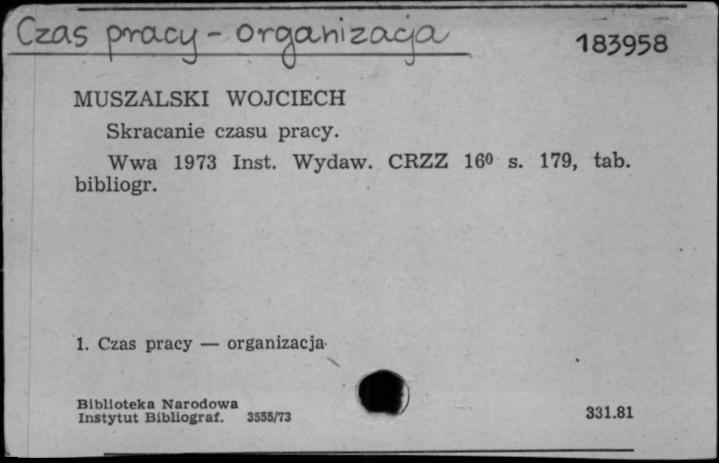 Czas pracy - organizacja
183958
MUSZALSKI WOJCIECH
Skracanie czasu pracy.
Wwa 1973 Inst. Wydaw. CRZZ 16⁰ s. 179, tab.
bibliogr.
1. Czas pracy — organizacja
Biblioteka Narodowa
Instytut Bibliograf. 3555/73
331.81